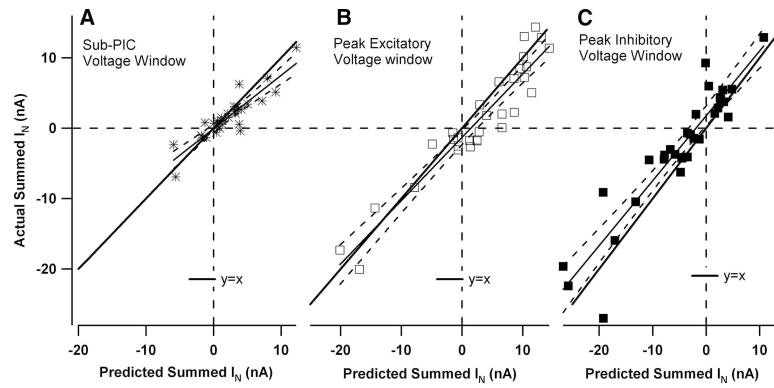 A
Sub-PIC
Voltage Window
B
Peak Excitatory
Voltage window
C
Peak Inhibitory
Voltage Window
Actual Summed I_N (nA)
10
0
-10
-20
y=x
y=x
y=x
-20 -10 0 10
-20 -10 0 10
-20 -10 0 10
Predicted Summed I_N (nA)
Predicted Summed I_N (nA)
Predicted Summed I_N (nA)